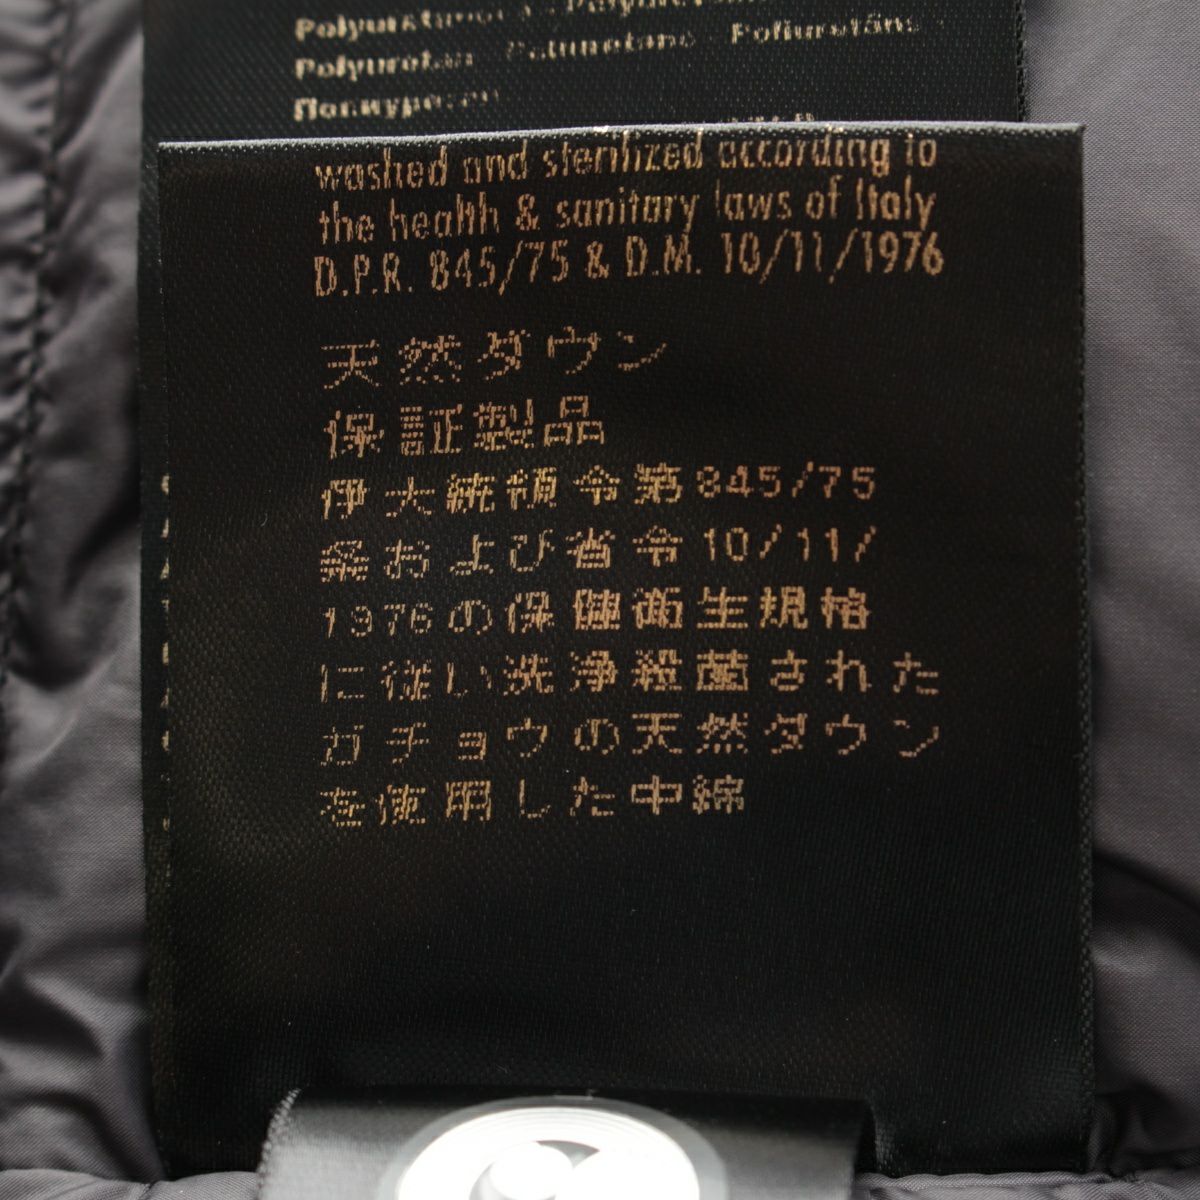 Polyuretan Poliuretano Poliuretāns
washed and sterilized according to
the health & sanitary laws of Italy
D.P.R. 845/75 & D.M. 10/11/1976
天然ダウン
保証製品
伊大統領令第845/75
条および省令10/11/
1976の保健衛生規格
に従い洗浄殺菌された
ガチョウの天然ダウン
を使用した中綿